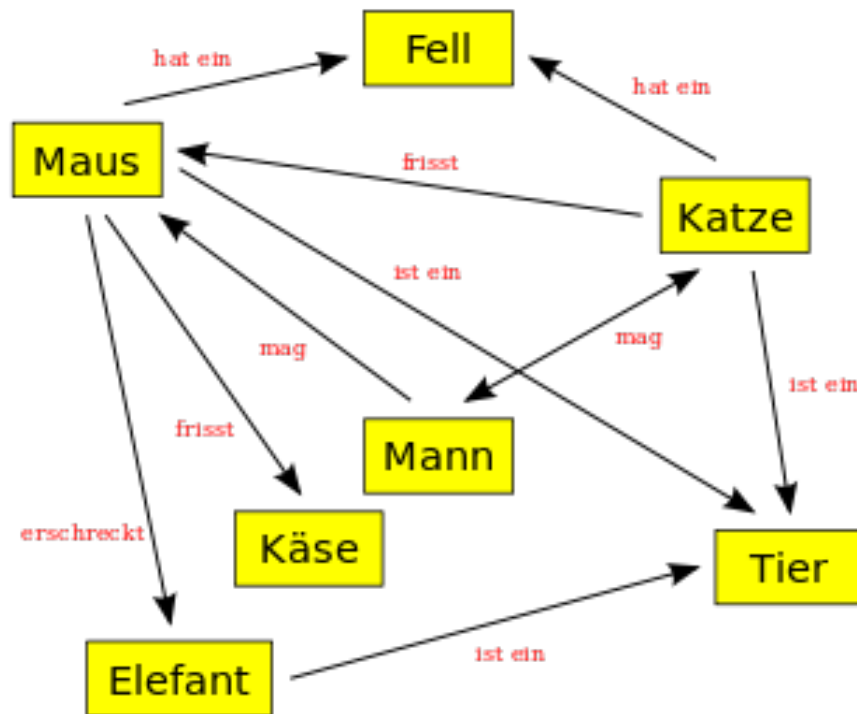 Fell
hat ein
hat ein
Maus
frisst
Katze
ist ein
mag
mag
ist ein
frisst
Mann
erschreckt
Käse
Tier
ist ein
Elefant